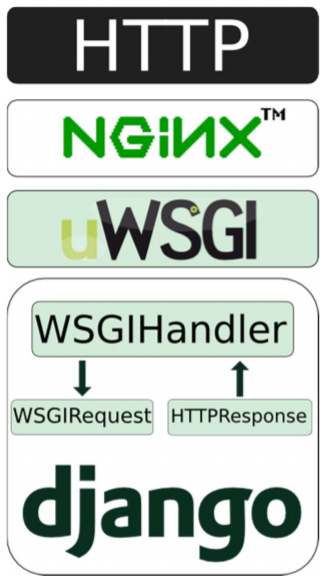 HTTP
NGiNX™
uWSGI
WSGIHandler
WSGIRequest HTTPResponse
django